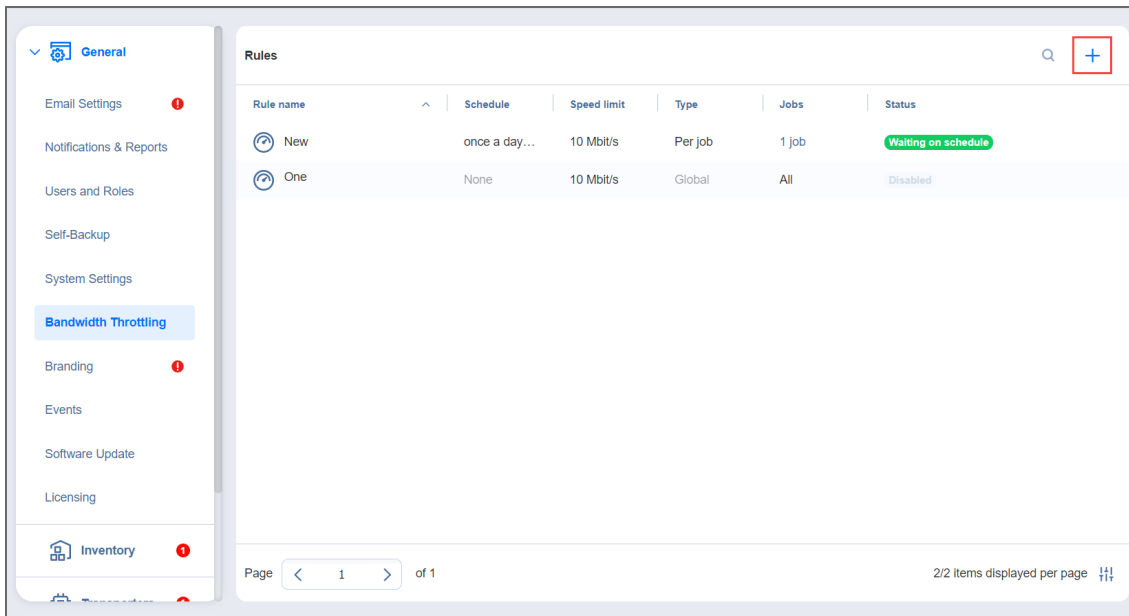 General
Email Settings
Notifications & Reports
Users and Roles
Self-Backup
System Settings
Bandwidth Throttling
Branding
Events
Software Update
Licensing
Inventory 1
Rules
Rule name Schedule Speed limit Type Jobs Status
New once a day... 10 Mbit/s Per job 1 job Waiting on schedule
One None 10 Mbit/s Global All Disabled
Page 1 of 1 2/2 items displayed per page